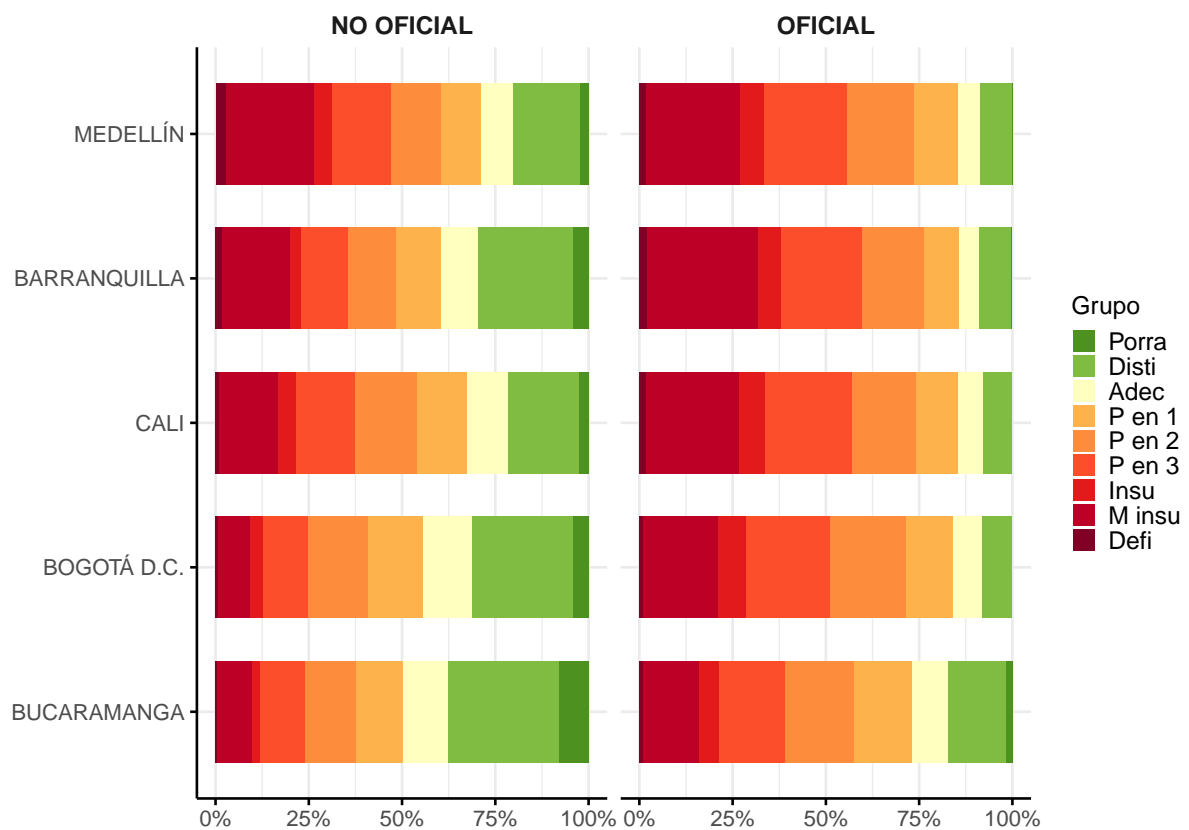 NO OFICIAL
OFICIAL
MEDELLÍN
BARRANQUILLA
CALI
BOGOTÁ D.C.
BUCARAMANGA
0% 25% 50% 75% 100%
0% 25% 50% 75% 100%
Grupo
Porra
Disti
Adec
P en 1
P en 2
P en 3
Insu
M insu
Defi